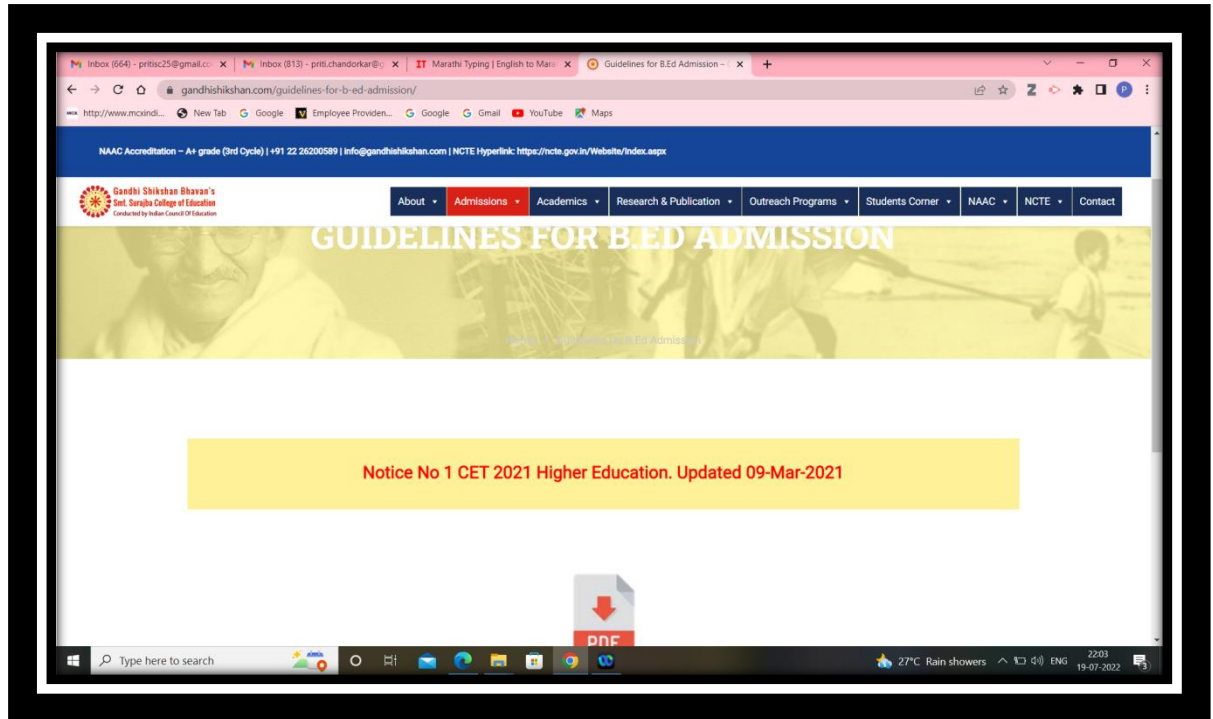 Inbox (664) - pritisc25@gmail.co
Inbox (813) - priti.chandorkar@g
Marathi Typing | English to Mara
Guidelines for B.Ed Admission –
gandhishikshan.com/guidelines-for-b-ed-admission/
http://www.mcxindi... New Tab Google Employee Providen... Google Gmail YouTube Maps
NAAC Accreditation – A+ grade (3rd Cycle) | +91 22 26200589 | info@gandhishikshan.com | NCTE Hyperlink: https://ncte.gov.in/Website/Index.aspx
Gandhi Shikshan Bhavan's
Smt. Surajba College of Education
Conducted by Indian Council Of Education
About Admissions Academics Research & Publication Outreach Programs Students Corner NAAC NCTE Contact
GUIDELINES FOR B.ED ADMISSION
Notice No 1 CET 2021 Higher Education. Updated 09-Mar-2021
PDF
Type here to search
27°C Rain showers ENG
22:03
19-07-2022